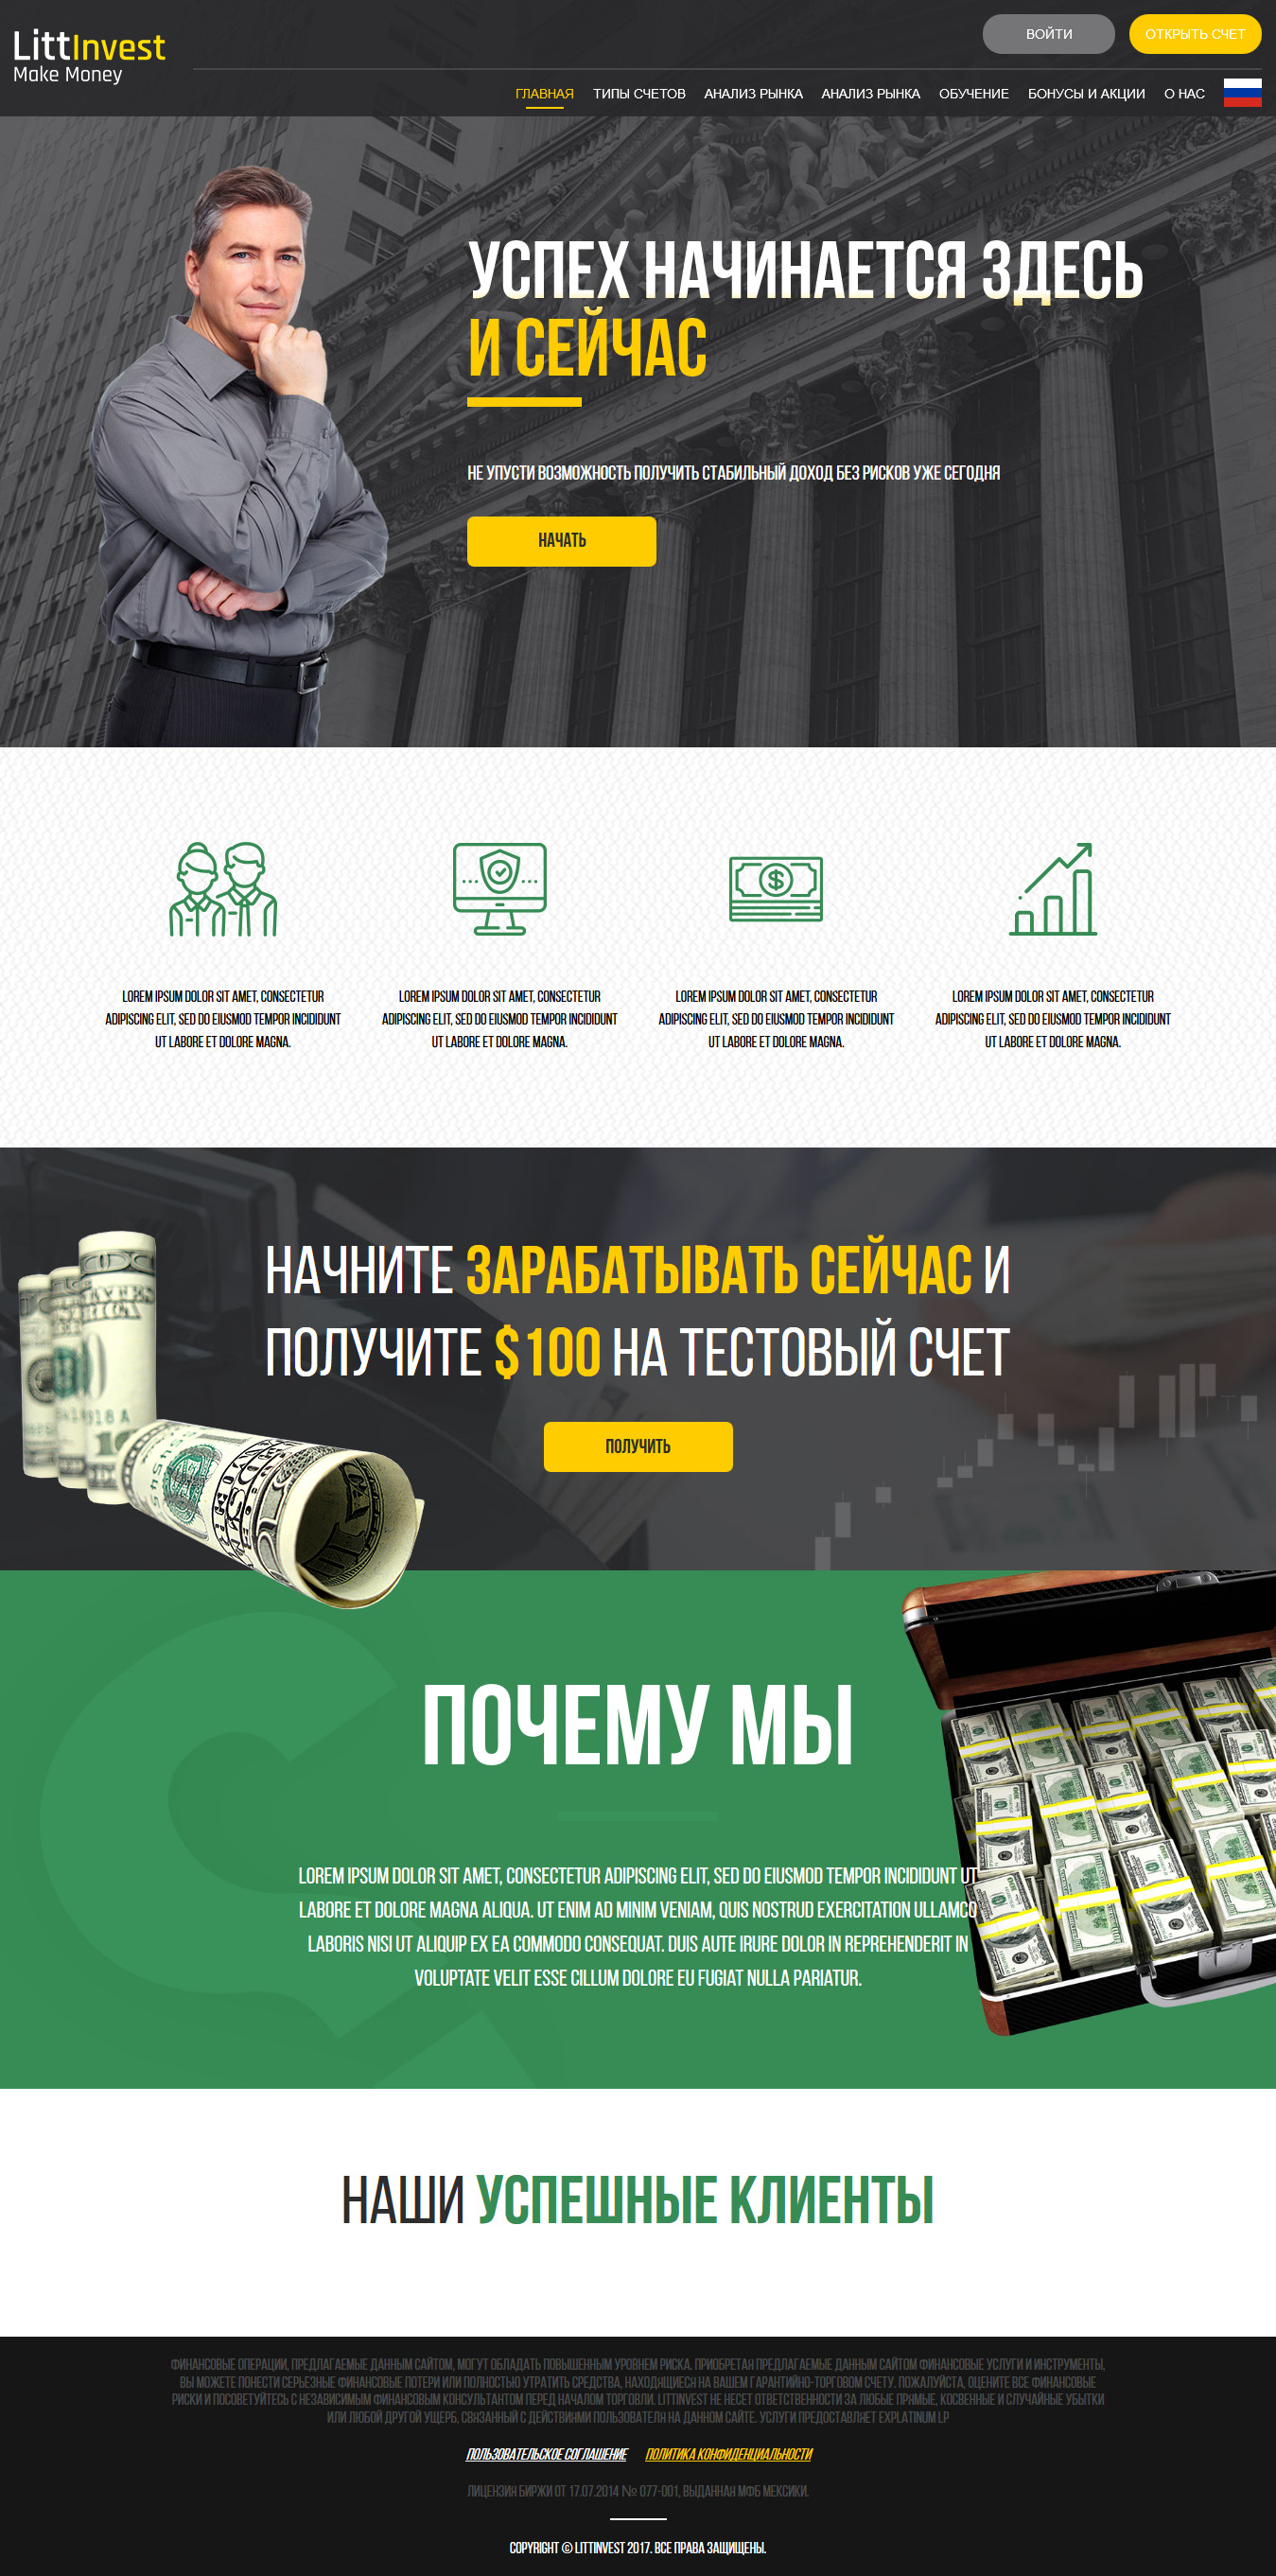 LittInvest
Make Money
ВОЙТИ
ОТКРЫТЬ СЧЕТ
ГЛАВНАЯ
ТИПЫ СЧЕТОВ
АНАЛИЗ РЫНКА
АНАЛИЗ РЫНКА
ОБУЧЕНИЕ
БОНУСЫ И АКЦИИ
О НАС
УСПЕХ НАЧИНАЕТСЯ ЗДЕСЬ
И СЕЙЧАС
НЕ УПУСТИ ВОЗМОЖНОСТЬ ПОЛУЧИТЬ СТАБИЛЬНЫЙ ДОХОД БЕЗ РИСКОВ УЖЕ СЕГОДНЯ
НАЧАТЬ
LOREM IPSUM DOLOR SIT AMET, CONSECTETUR
ADIPISCING ELIT, SED DO EIUSMOD TEMPOR INCIDIDUNT
UT LABORE ET DOLORE MAGNA.
LOREM IPSUM DOLOR SIT AMET, CONSECTETUR
ADIPISCING ELIT, SED DO EIUSMOD TEMPOR INCIDIDUNT
UT LABORE ET DOLORE MAGNA.
LOREM IPSUM DOLOR SIT AMET, CONSECTETUR
ADIPISCING ELIT, SED DO EIUSMOD TEMPOR INCIDIDUNT
UT LABORE ET DOLORE MAGNA.
LOREM IPSUM DOLOR SIT AMET, CONSECTETUR
ADIPISCING ELIT, SED DO EIUSMOD TEMPOR INCIDIDUNT
UT LABORE ET DOLORE MAGNA.
НАЧНИТЕ ЗАРАБАТЫВАТЬ СЕЙЧАС И
ПОЛУЧИТЕ $100 НА ТЕСТОВЫЙ СЧЕТ
ПОЛУЧИТЬ
ПОЧЕМУ МЫ
LOREM IPSUM DOLOR SIT AMET, CONSECTETUR ADIPISCING ELIT, SED DO EIUSMOD TEMPOR INCIDIDUNT UT
LABORE ET DOLORE MAGNA ALIQUA. UT ENIM AD MINIM VENIAM, QUIS NOSTRUD EXERCITATION ULLAMCO
LABORIS NISI UT ALIQUIP EX EA COMMODO CONSEQUAT. DUIS AUTE IRURE DOLOR IN REPREHENDERIT IN
VOLUPTATE VELIT ESSE CILLUM DOLORE EU FUGIAT NULLA PARIATUR.
НАШИ УСПЕШНЫЕ КЛИЕНТЫ
ФИНАНСОВЫЕ ОПЕРАЦИИ, ПРЕДЛАГАЕМЫЕ ДАННЫМ САЙТОМ, МОГУТ ОБЛАДАТЬ ПОВЫШЕННЫМ УРОВНЕМ РИСКА. ПРИОБРЕТАЯ ПРЕДЛАГАЕМЫЕ ДАННЫМ САЙТОМ ФИНАНСОВЫЕ УСЛУГИ И ИНСТРУМЕНТЫ,
ВЫ МОЖЕТЕ ПОНЕСТИ СЕРЬЕЗНЫЕ ФИНАНСОВЫЕ ПОТЕРИ ИЛИ ПОЛНОСТЬЮ УТРАТИТЬ СРЕДСТВА, НАХОДЯЩИЕСЯ НА ВАШЕМ ГАРАНТИЙНО-ТОРГОВОМ СЧЕТУ. ПОЖАЛУЙСТА, ОЦЕНИТЕ ВСЕ ФИНАНСОВЫЕ
РИСКИ И ПОСОВЕТУЙТЕСЬ С НЕЗАВИСИМЫМ ФИНАНСОВЫМ КОНСУЛЬТАНТОМ ПЕРЕД НАЧАЛОМ ТОРГОВЛИ. LITTINVEST НЕ НЕСЕТ ОТВЕТСТВЕННОСТИ ЗА ЛЮБЫЕ ПРЯМЫЕ, КОСВЕННЫЕ И СЛУЧАЙНЫЕ УБЫТКИ
ИЛИ ЛЮБОЙ ДРУГОЙ УЩЕРБ, СВЯЗАННЫЙ С ДЕЙСТВИЯМИ ПОЛЬЗОВАТЕЛЯ НА ДАННОМ САЙТЕ. УСЛУГИ ПРЕДОСТАВЛЯЕТ EXPLATINUM LP
ПОЛЬЗОВАТЕЛЬСКОЕ СОГЛАШЕНИЕ
ПОЛИТИКА КОНФИДЕНЦИАЛЬНОСТИ
ЛИЦЕНЗИЯ БИРЖИ ОТ 17.07.2014 № 077-001, ВЫДАННАЯ МФБ МЕКСИКИ.
COPYRIGHT © LITTINVEST 2017. ВСЕ ПРАВА ЗАЩИЩЕНЫ.